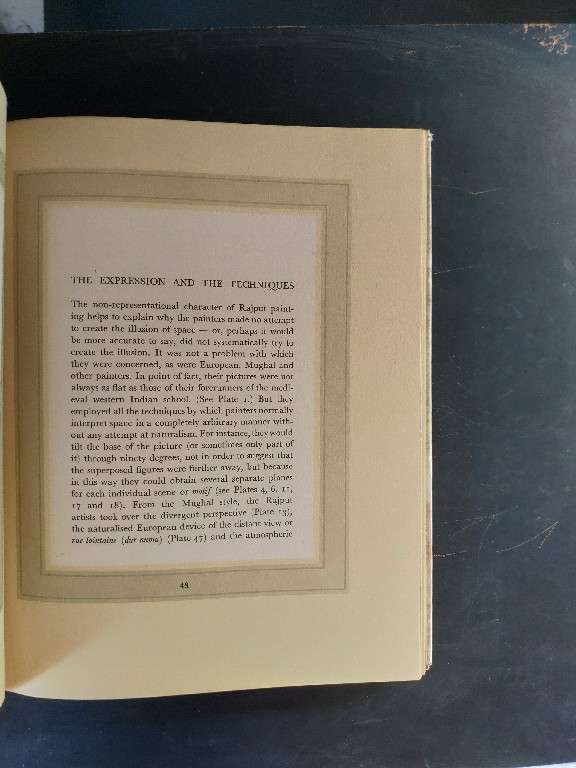 THE EXPRESSION AND THE TECHNIQUES
The non-representational character of Rajput paint-
ing helps to explain why the painters made no attempt
to create the illusion of space — or, perhaps it would
be more accurate to say, did not systematically try to
create the illusion. It was not a problem with which
they were concerned, as were European, Mughal and
other painters. In point of fact, their pictures were not
always as flat as those of their forerunners of the medi-
eval western Indian school. (See Plate 1.) But they
employed all the techniques by which painters normally
interpret space in a completely arbitrary manner with-
out any attempt at naturalism. For instance, they would
tilt the base of the picture (or sometimes only part of
it) through ninety degrees, not in order to suggest that
the superposed figures were further away, but because
in this way they could obtain several separate planes
for each individual scene or motif (see Plates 4, 6, 11,
17 and 18). From the Mughal style, the Rajput
artists took over the divergent perspective (Plate 13),
the naturalised European device of the distant view or
vue lointaine (dur numa) (Plate 47) and the atmospheric
48